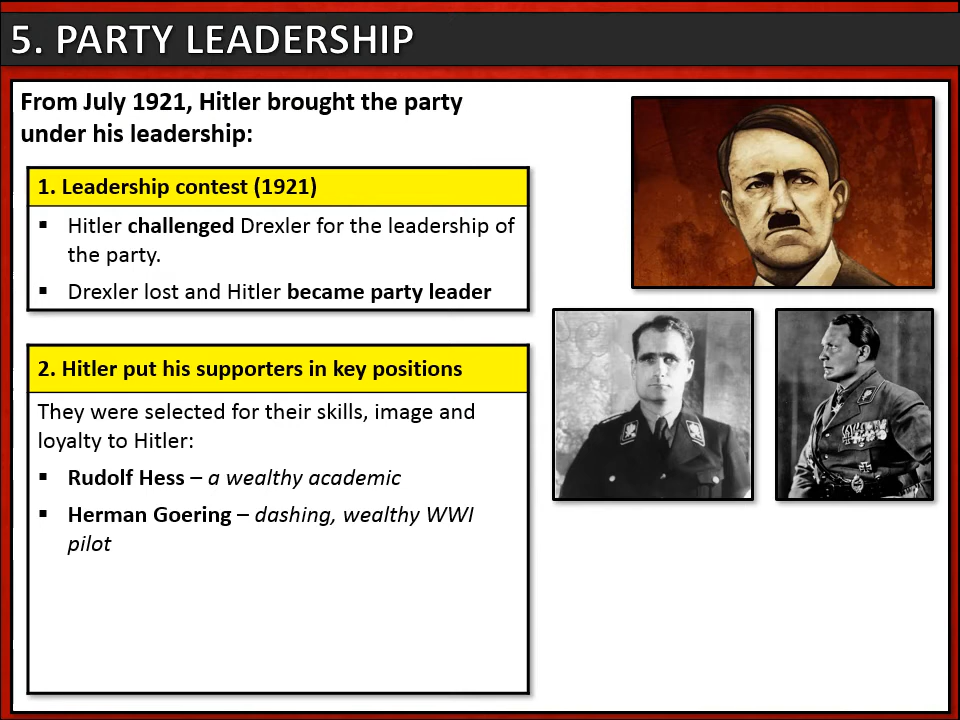 5. PARTY LEADERSHIP
From July 1921, Hitler brought the party
under his leadership:
1. Leadership contest (1921)
▪ Hitler challenged Drexler for the leadership of
the party.
▪ Drexler lost and Hitler became party leader
2. Hitler put his supporters in key positions
They were selected for their skills, image and
loyalty to Hitler:
▪ Rudolf Hess – a wealthy academic
▪ Herman Goering – dashing, wealthy WWI
pilot